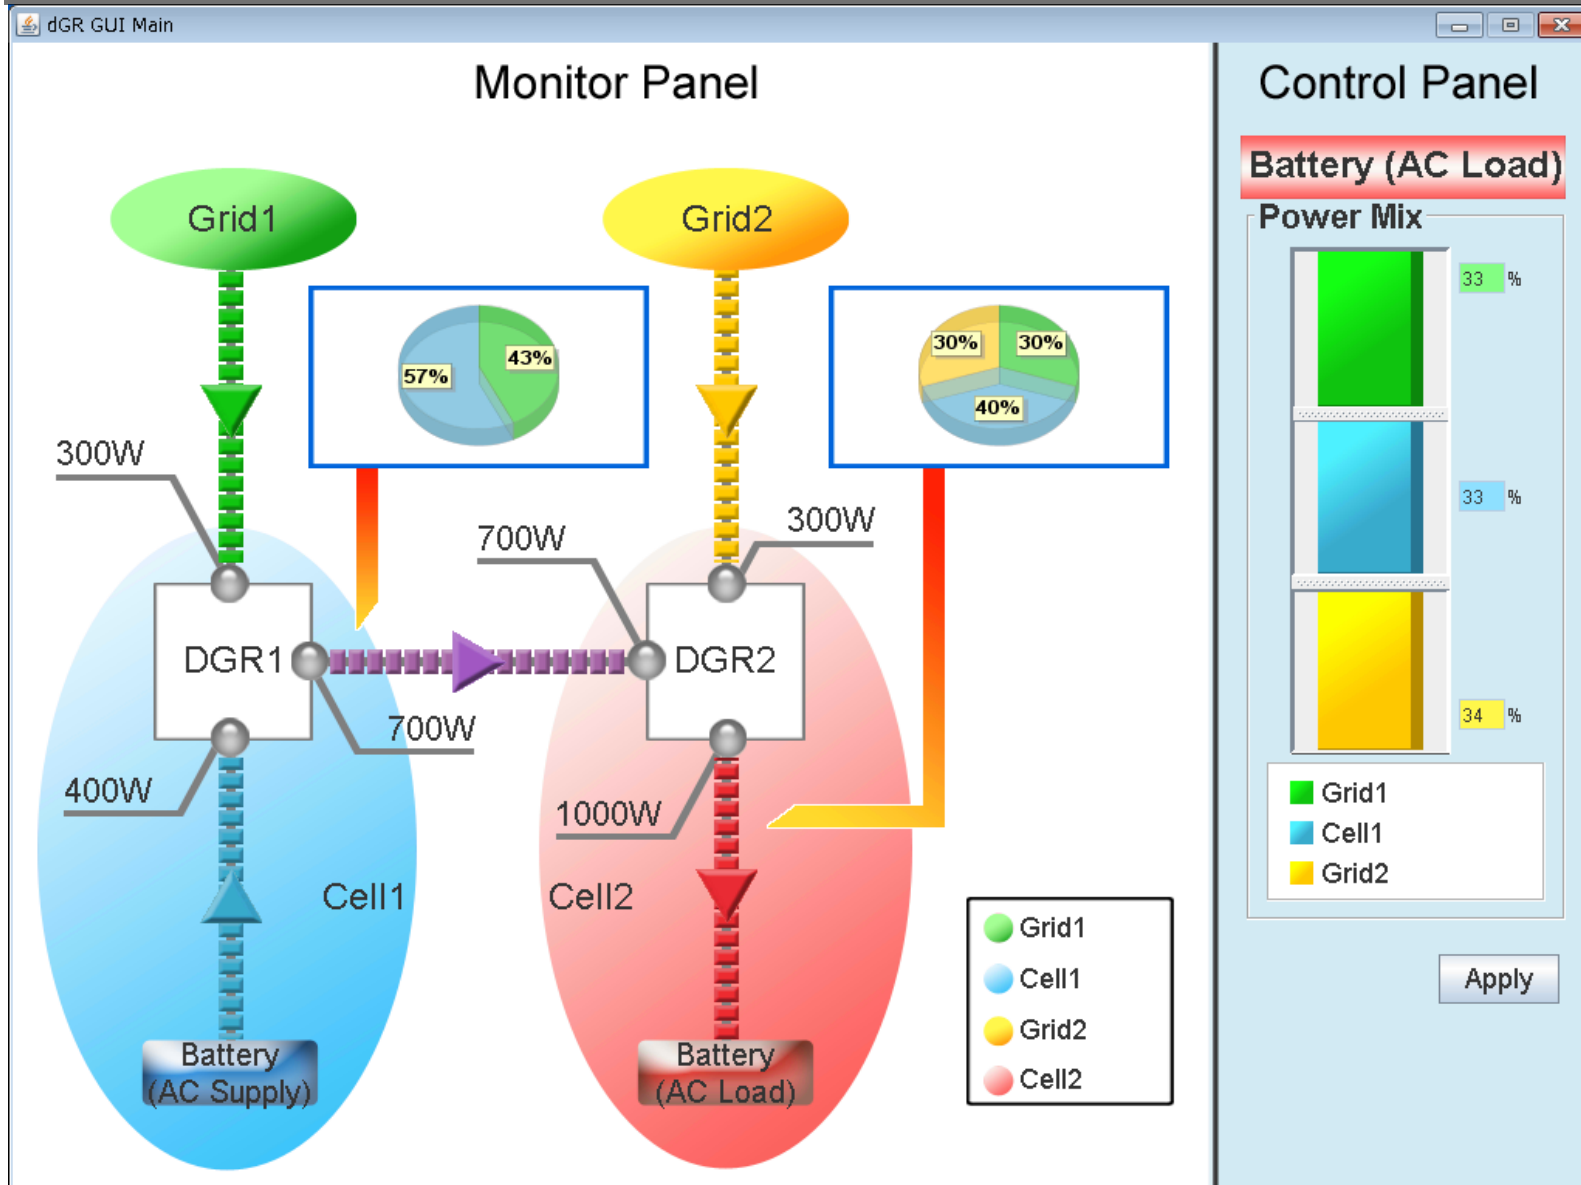 dGR GUI Main
Monitor Panel
Grid1
Grid2
43%
57%
30%
30%
40%
300W
700W
300W
DGR1
DGR2
700W
400W
1000W
Cell1
Cell2
Battery
(AC Supply)
Battery
(AC Load)
Grid1
Cell1
Grid2
Cell2
Control Panel
Battery (AC Load)
Power Mix
33 %
33 %
34 %
Grid1
Cell1
Grid2
Apply